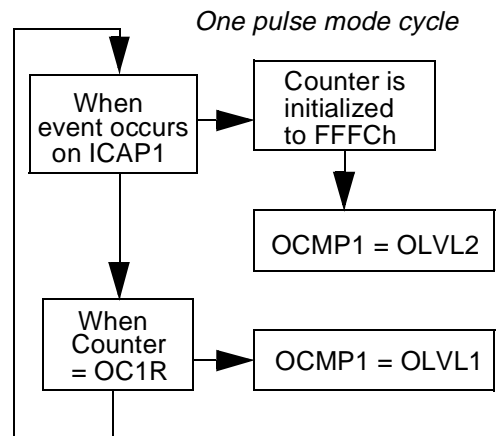 One pulse mode cycle
When
event occurs
on ICAP1
Counter is
initialized
to FFFCh
OCMP1 = OLVL2
When
Counter
= OC1R
OCMP1 = OLVL1